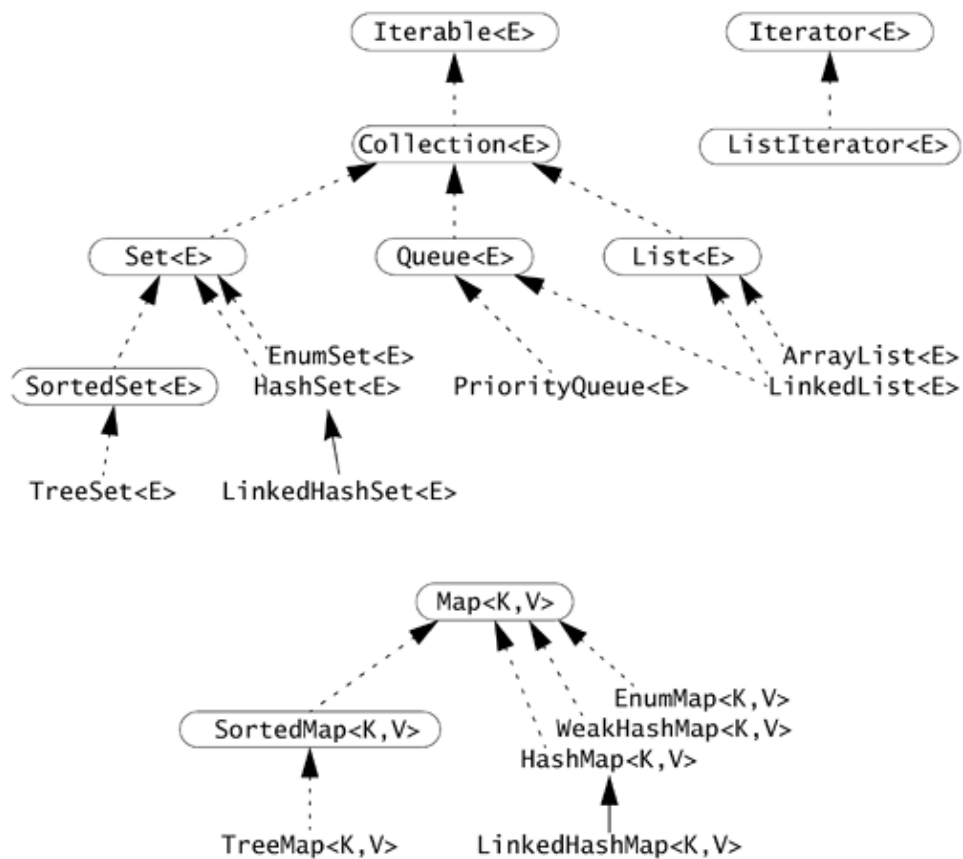 Iterable<E>
Iterator<E>
Collection<E>
ListIterator<E>
Set<E>
Queue<E>
List<E>
EnumSet<E>
ArrayList<E>
SortedSet<E>
HashSet<E>
PriorityQueue<E>
LinkedList<E>
TreeSet<E>
LinkedHashSet<E>
Map<K,V>
EnumMap<K,V>
SortedMap<K,V>
WeakHashMap<K,V>
HashMap<K,V>
TreeMap<K,V>
LinkedHashMap<K,V>